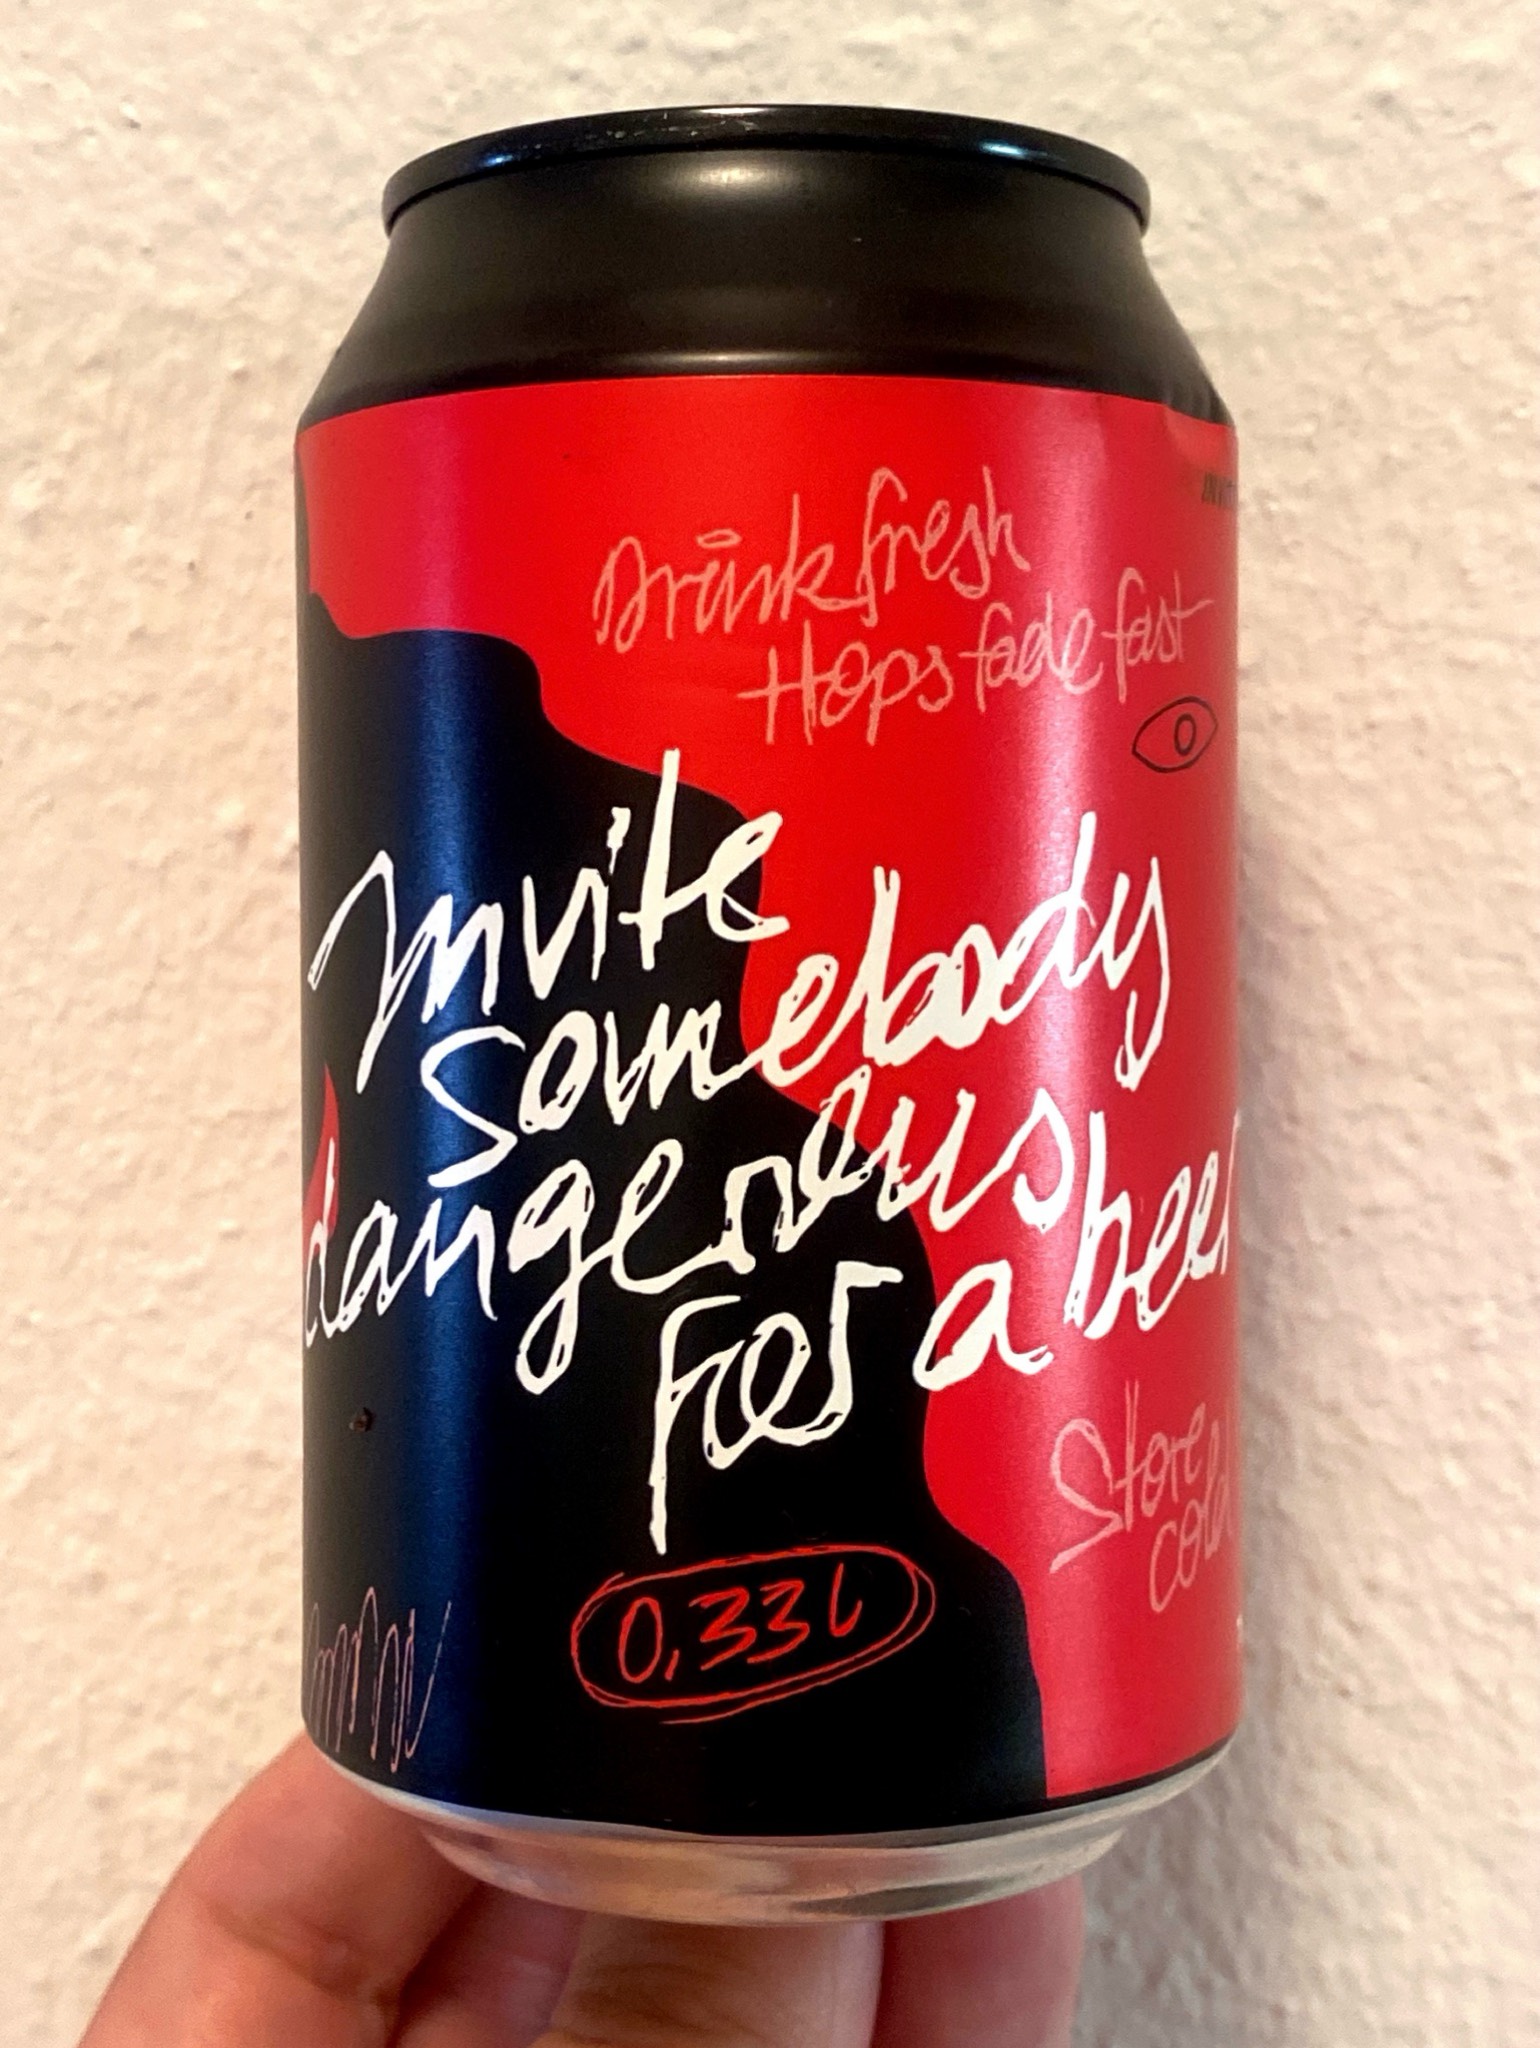 Drink fresh
Hops fade fast
Invite
somebody
dangerous
for a beer
Store
cold
0,33l